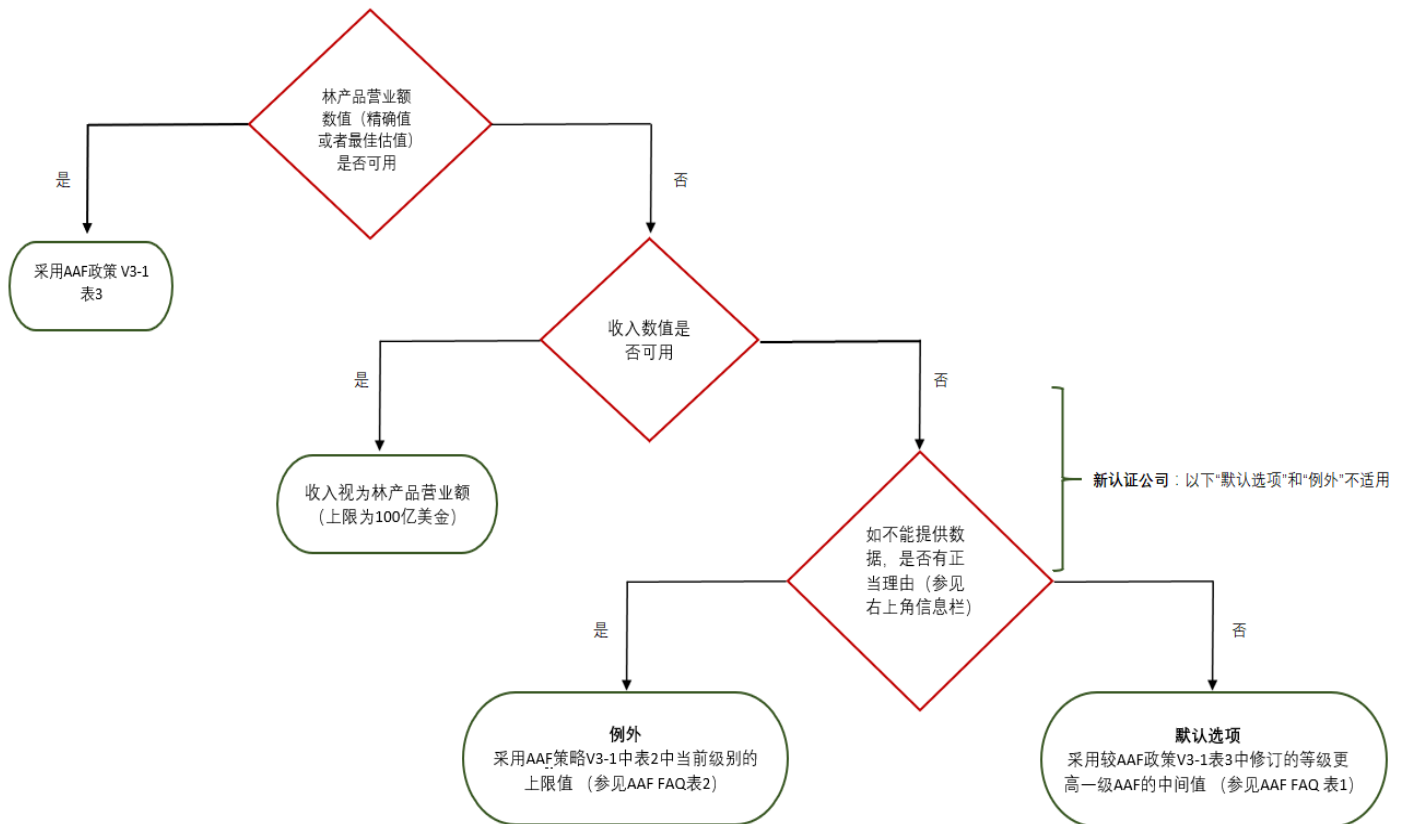 林产品营业额
数值（精确值
或者最佳估值）
是否可用
是
否
采用AAF政策 V3-1
表3
收入数值是
否可用
是
否
收入视为林产品营业额
（上限为100亿美金）
新认证公司：以下“默认选项”和“例外”不适用
如不能提供数
据，是否有正
当理由（参见
右上角信息栏）
是
否
例外
采用AAF策略V3-1中表2中当前级别的
上限值 （参见AAF FAQ表2）
默认选项
采用较AAF政策V3-1表3中修订的等级更
高一级AAF的中间值 （参见AAF FAQ 表1）